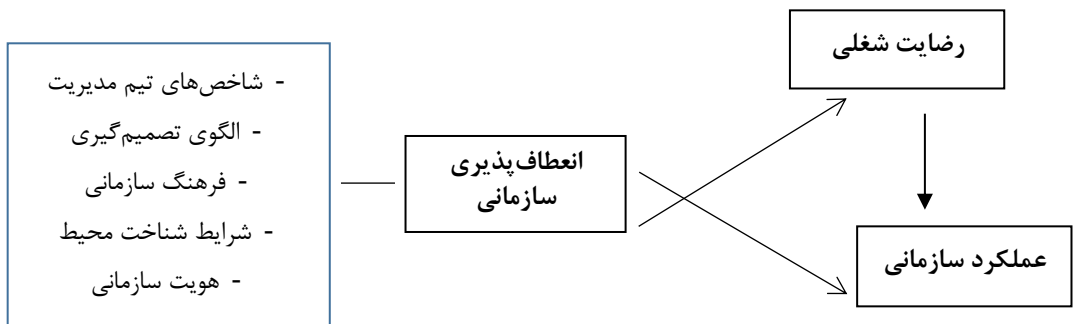 رضایت شغلی
- شاخص‌های تیم مدیریت
- الگوی تصمیم‌گیری
- فرهنگ سازمانی
- شرایط شناخت محیط
- هویت سازمانی
انعطاف‌پذیری
سازمانی
عملکرد سازمانی